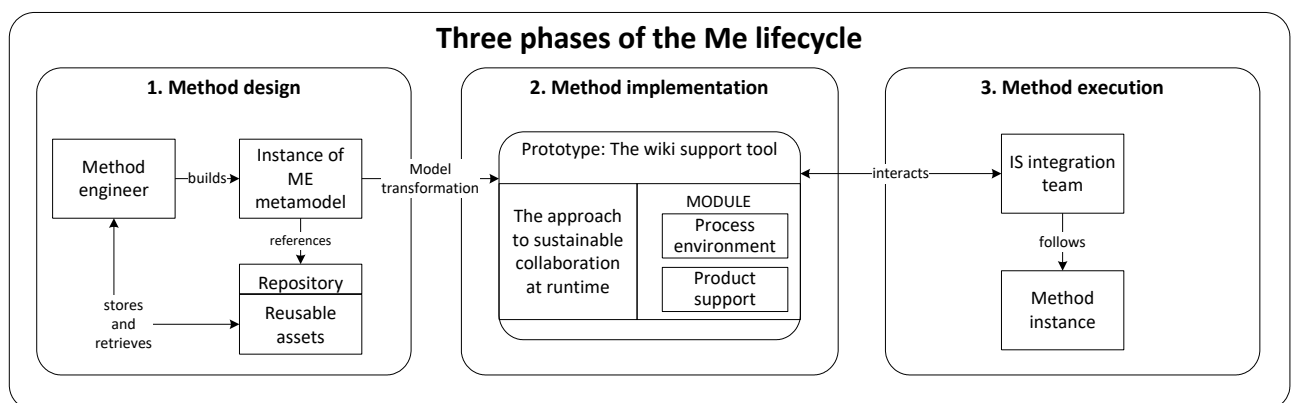 Three phases of the Me lifecycle
1. Method design
Method
engineer
builds
Instance of
ME
metamodel
references
Repository
Reusable
assets
stores
and
retrieves
Model
transformation
2. Method implementation
Prototype: The wiki support tool
The approach
to sustainable
collaboration
at runtime
MODULE
Process
environment
Product
support
interacts
3. Method execution
IS integration
team
follows
Method
instance